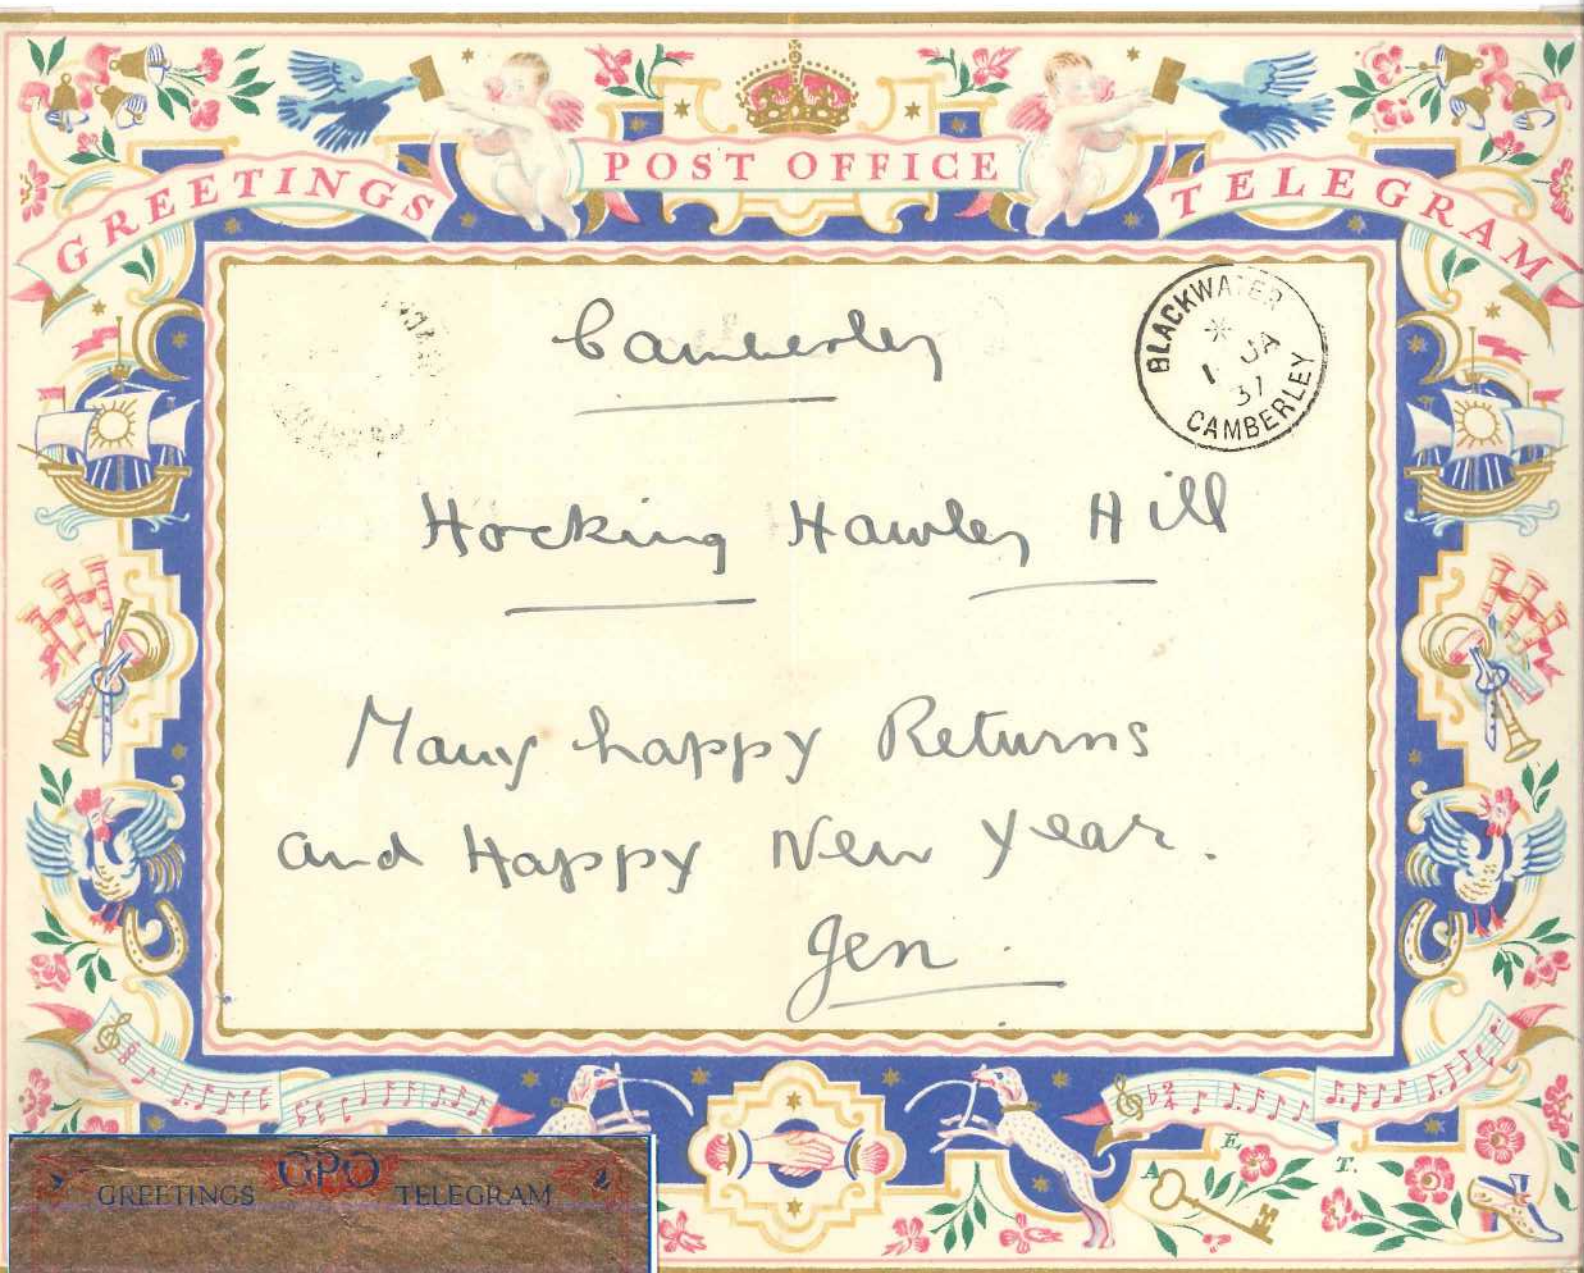 GREETINGS POST OFFICE TELEGRAM
BLACKWATER
1 JA
37
CAMBERLEY
Camberley
Hocking Hawley Hill
Many happy Returns
and Happy New Year.
Jen
A. E. T.
GPO
GREETINGS TELEGRAM